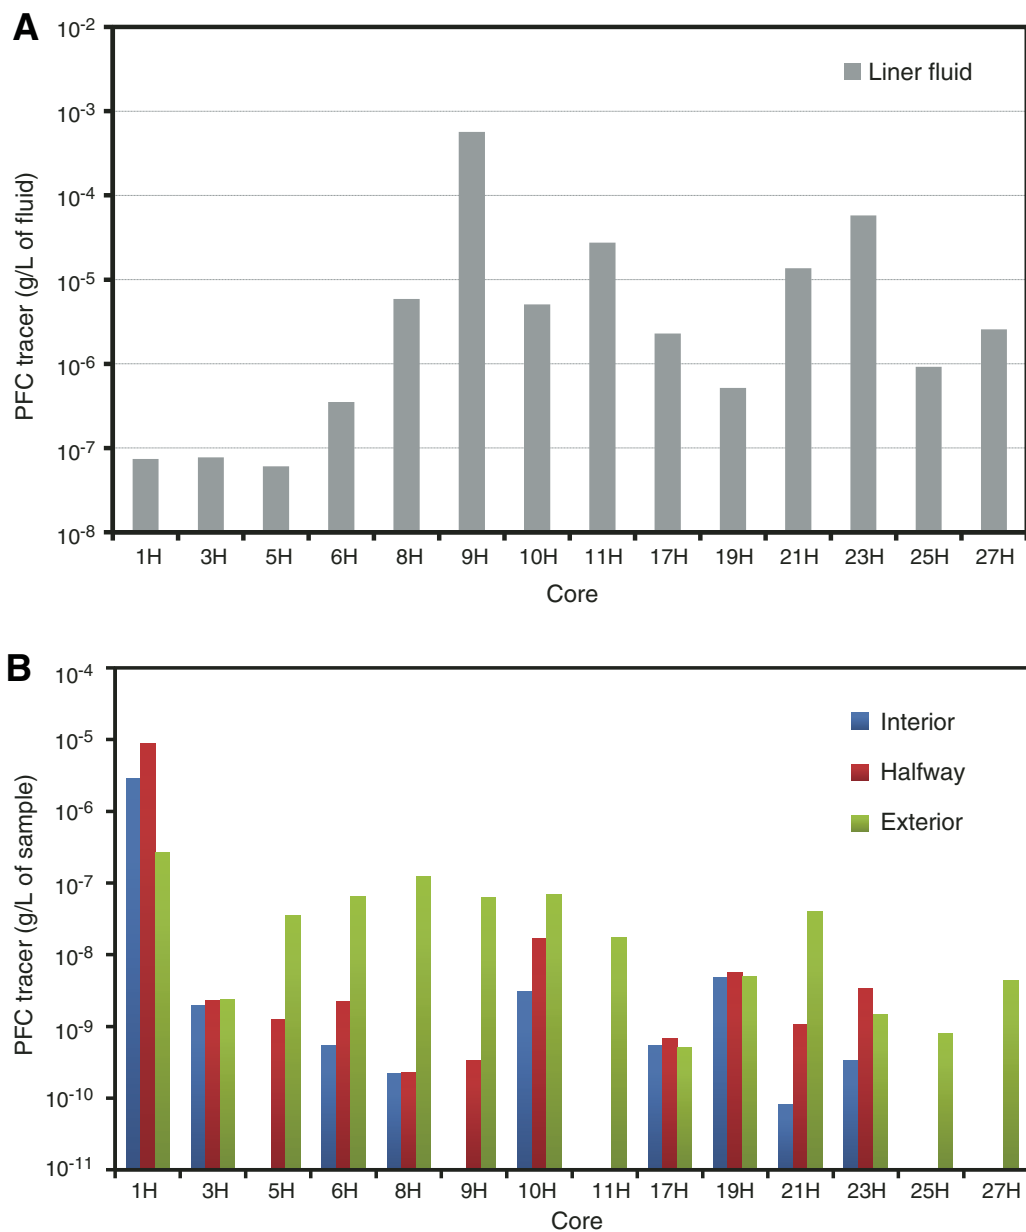 A
PFC tracer (g/L of fluid)
10-2
10-3
10-4
10-5
10-6
10-7
10-8
Liner fluid
1H 3H 5H 6H 8H 9H 10H 11H 17H 19H 21H 23H 25H 27H
Core
B
PFC tracer (g/L of sample)
10-4
10-5
10-6
10-7
10-8
10-9
10-10
10-11
Interior
Halfway
Exterior
1H 3H 5H 6H 8H 9H 10H 11H 17H 19H 21H 23H 25H 27H
Core